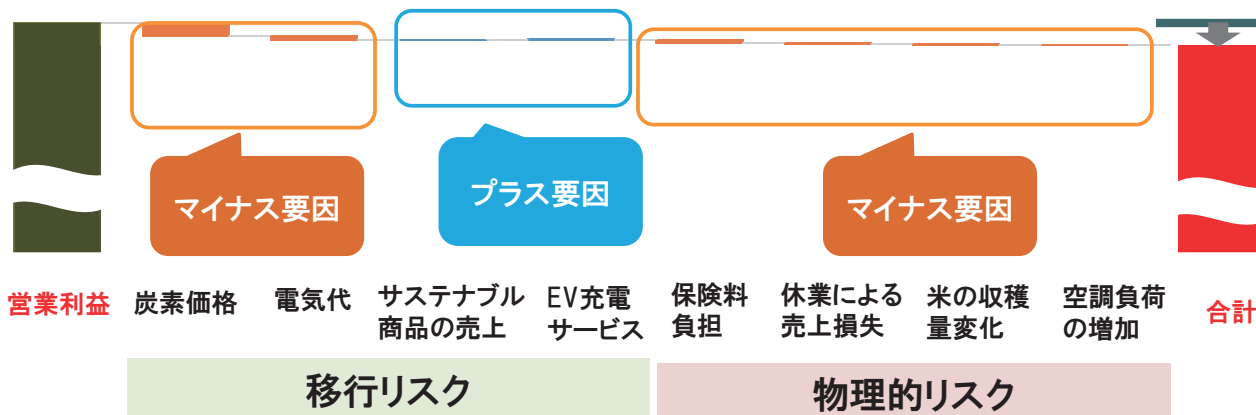 マイナス要因
プラス要因
マイナス要因
営業利益
炭素価格
電気代
サステナブル
商品の売上
EV充電
サービス
保険料
負担
休業による
売上損失
米の収穫
量変化
空調負荷
の増加
合計
移行リスク
物理的リスク